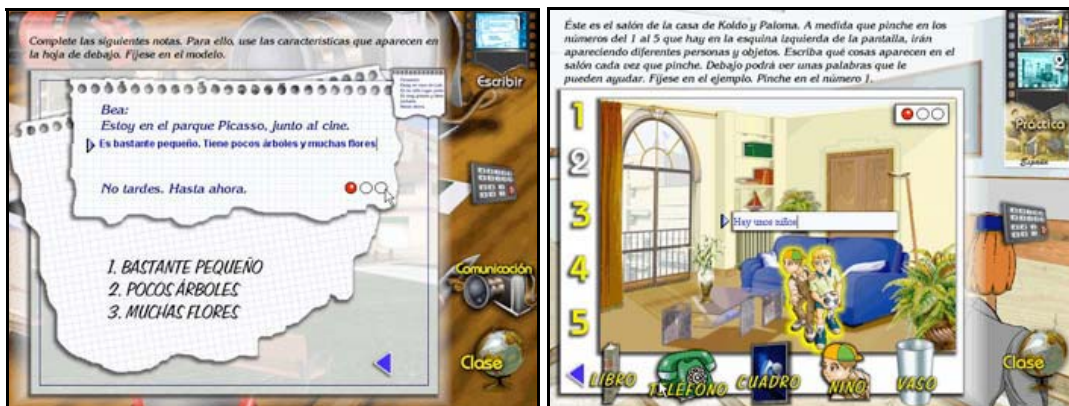 Complete las siguientes notas. Para ello, use las características que aparecen en
la hoja de debajo. Fíjese en el modelo.
Escribir
Bea:
Estoy en el parque Picasso, junto al cine.
Es bastante pequeño. Tiene pocos árboles y muchas flores
No tardes. Hasta ahora.
1. BASTANTE PEQUEÑO
2. POCOS ÁRBOLES
3. MUCHAS FLORES
Comunicación
Clase
Éste es el salón de la casa de Koldo y Paloma. A medida que pinche en los
números del 1 al 5 que hay en la esquina izquierda de la pantalla, irán
apareciendo diferentes personas y objetos. Escriba qué cosas aparecen en el
salón cada vez que pinche. Debajo podrá ver unas palabras que le
pueden ayudar. Fíjese en el ejemplo. Pinche en el número 1.
Práctica
España
1
2
3
4
5
Hay unos niños
LIBRO
TELÉFONO
CUADRO
NIÑO
VASO
Clase